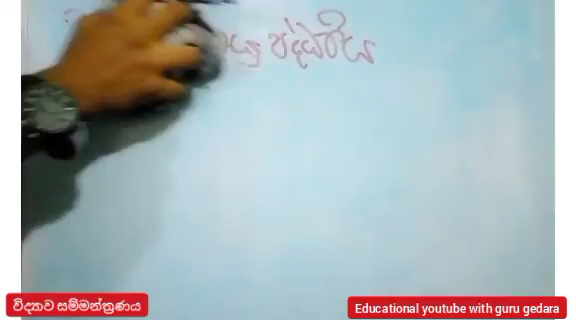 පද්ධතිය
විද්‍යාව සම්මන්ත්‍රණය
Educational youtube with guru gedara